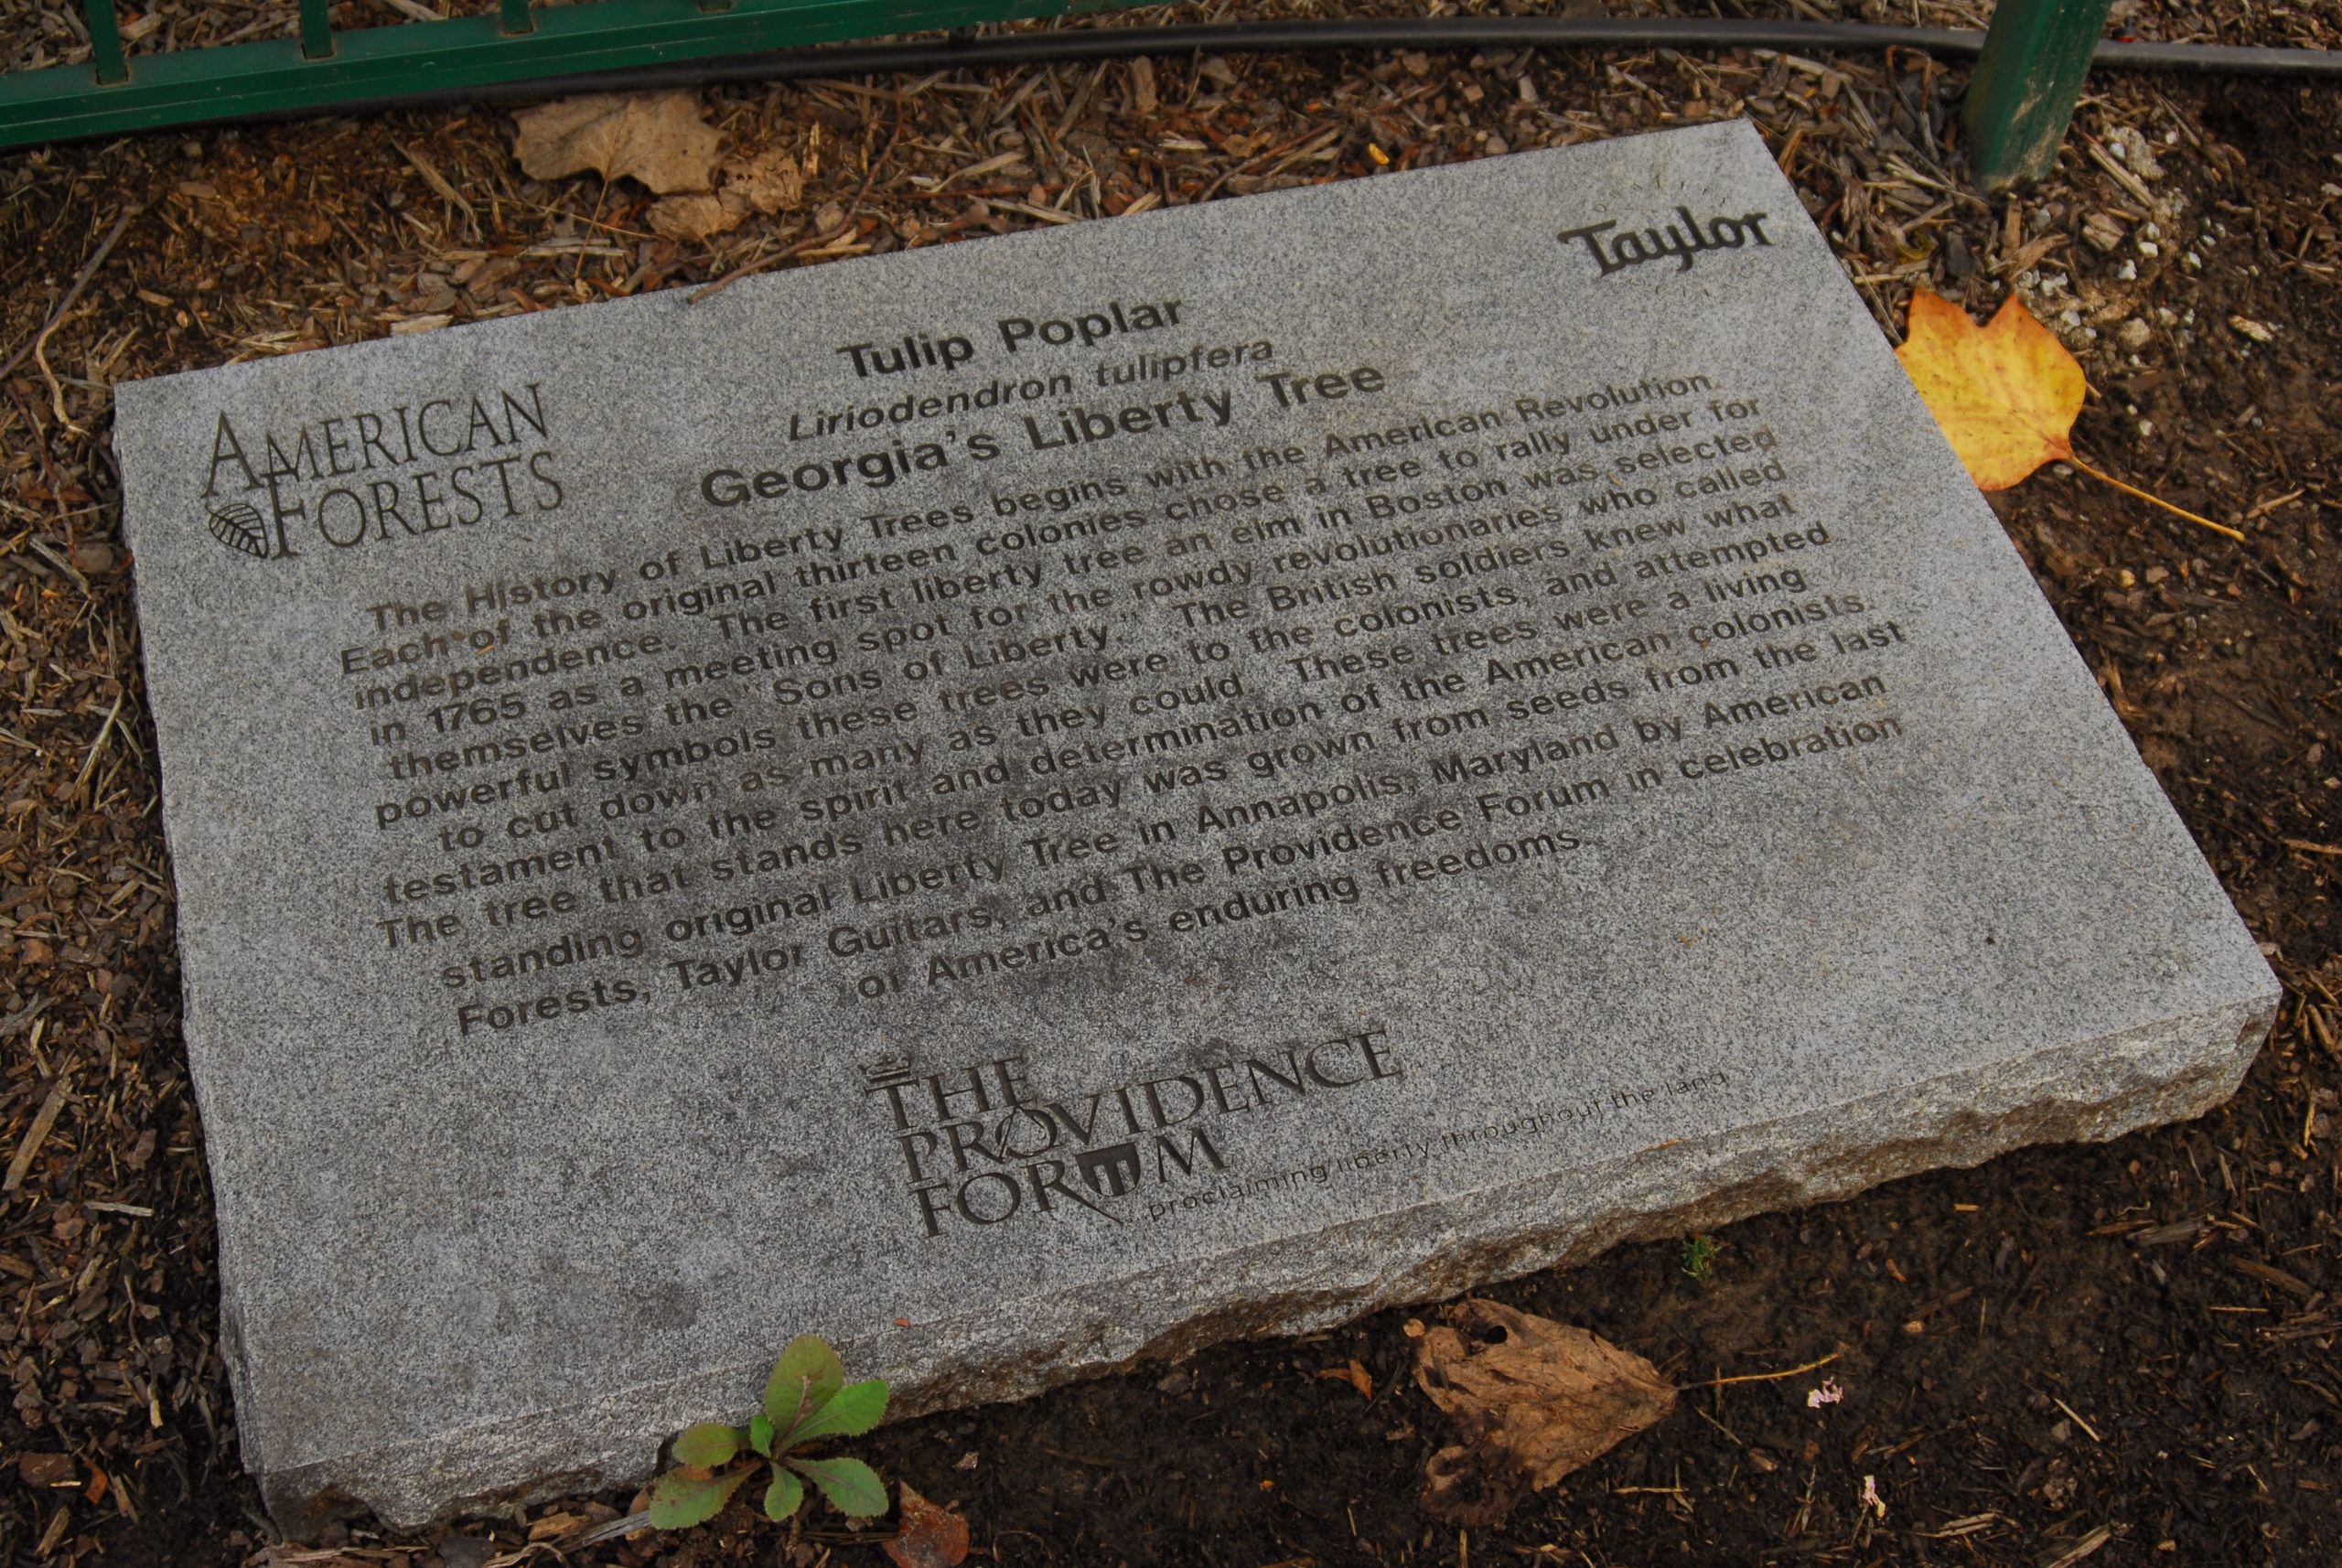 Taylor
AMERICAN
FORESTS
Tulip Poplar
Liriodendron tulipfera
Georgia's Liberty Tree
The History of Liberty Trees begins with the American Revolution.
Each of the original thirteen colonies chose a tree to rally under for
independence. The first liberty tree an elm in Boston was selected
in 1765 as a meeting spot for the rowdy revolutionaries who called
themselves the "Sons of Liberty." The British soldiers knew what
powerful symbols these trees were to the colonists, and attempted
to cut down as many as they could. These trees were a living
testament to the spirit and determination of the American colonists.
The tree that stands here today was grown from seeds from the last
standing original Liberty Tree in Annapolis, Maryland by American
Forests, Taylor Guitars, and The Providence Forum in celebration
of America's enduring freedoms.
THE
PROVIDENCE
FORUM
proclaiming liberty throughout the land